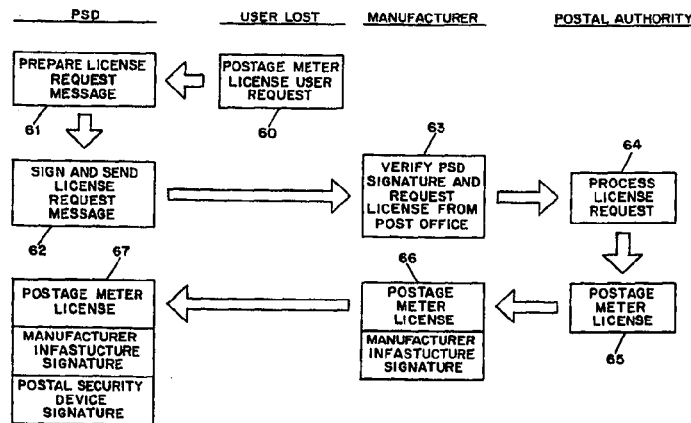 PSD
USER LOST
MANUFACTURER
POSTAL AUTHORITY
PREPARE LICENSE
REQUEST
MESSAGE
61
POSTAGE METER
LICENSE USER
REQUEST
60
SIGN AND SEND
LICENSE
REQUEST
MESSAGE
62
63
VERIFY PSD
SIGNATURE AND
REQUEST
LICENSE FROM
POST OFFICE
64
PROCESS
LICENSE
REQUEST
67
POSTAGE METER
LICENSE
MANUFACTURER
INFASTUCTURE
SIGNATURE
POSTAL SECURITY
DEVICE
SIGNATURE
66
POSTAGE
METER
LICENSE
MANUFACTURER
INFASTUCTURE
SIGNATURE
POSTAGE
METER
LICENSE
65